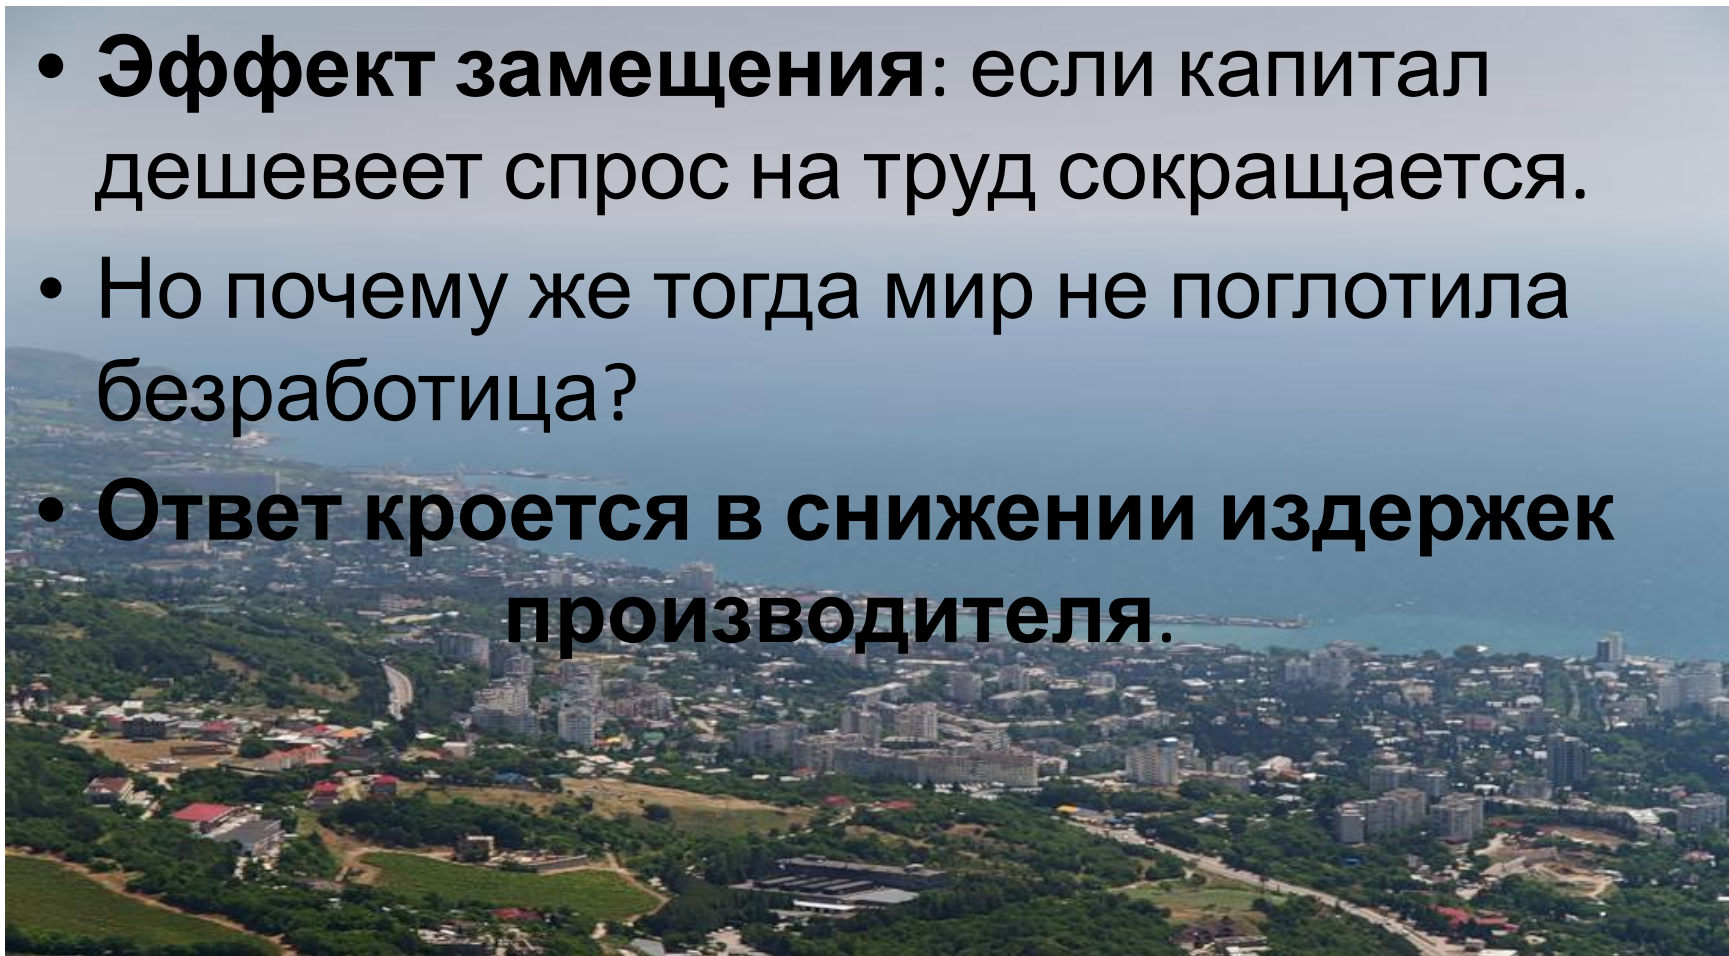 • Эффект замещения: если капитал
дешевеет спрос на труд сокращается.
• Но почему же тогда мир не поглотила
безработица?
• Ответ кроется в снижении издержек
производителя.